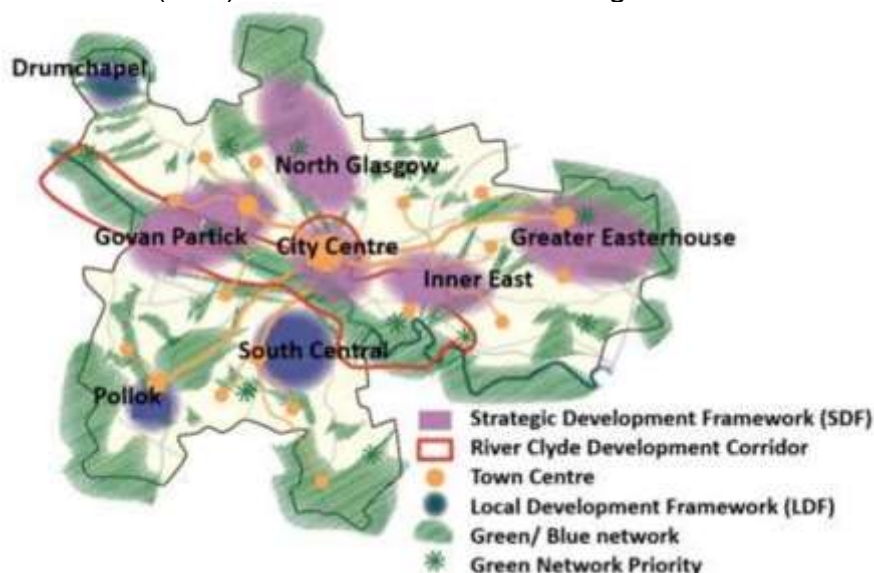 Drumchapel
North Glasgow
Govan Partick
City Centre
Greater Easterhouse
Inner East
South Central
Pollok
Strategic Development Framework (SDF)
River Clyde Development Corridor
Town Centre
Local Development Framework (LDF)
Green/ Blue network
Green Network Priority